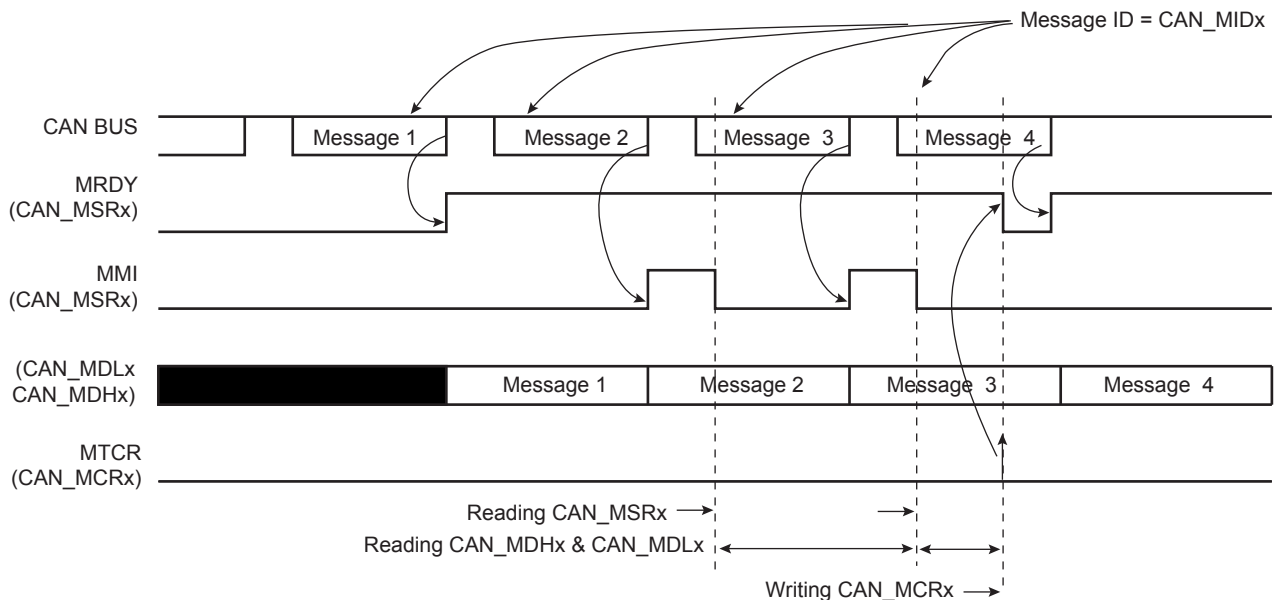 Message ID = CAN_MIDx
CAN BUS
Message 1
Message 2
Message 3
Message 4
MRDY
(CAN_MSRx)
MMI
(CAN_MSRx)
(CAN_MDLx
CAN_MDHx)
Message 1
Message 2
Message 3
Message 4
MTCR
(CAN_MCRx)
Reading CAN_MSRx
Reading CAN_MDHx & CAN_MDLx
Writing CAN_MCRx